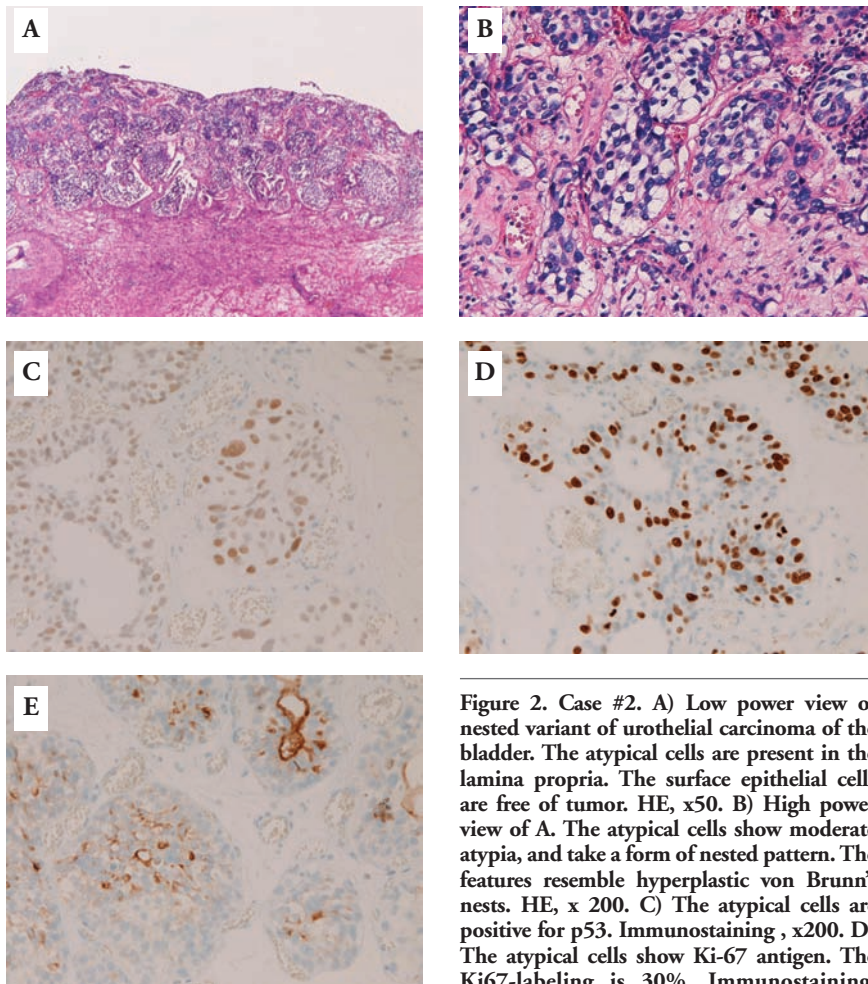 A
B
C
D
E
Figure 2. Case #2. A) Low power view of
nested variant of urothelial carcinoma of the
bladder. The atypical cells are present in the
lamina propria. The surface epithelial cell
are free of tumor. HE, x50. B) High power
view of A. The atypical cells show moderat
atypia, and take a form of nested pattern. The
features resemble hyperplastic von Brunn'
nests. HE, x 200. C) The atypical cells ar
positive for p53. Immunostaining , x200. D
The atypical cells show Ki-67 antigen. The
Ki67-labeling is 30%. Immunostaining